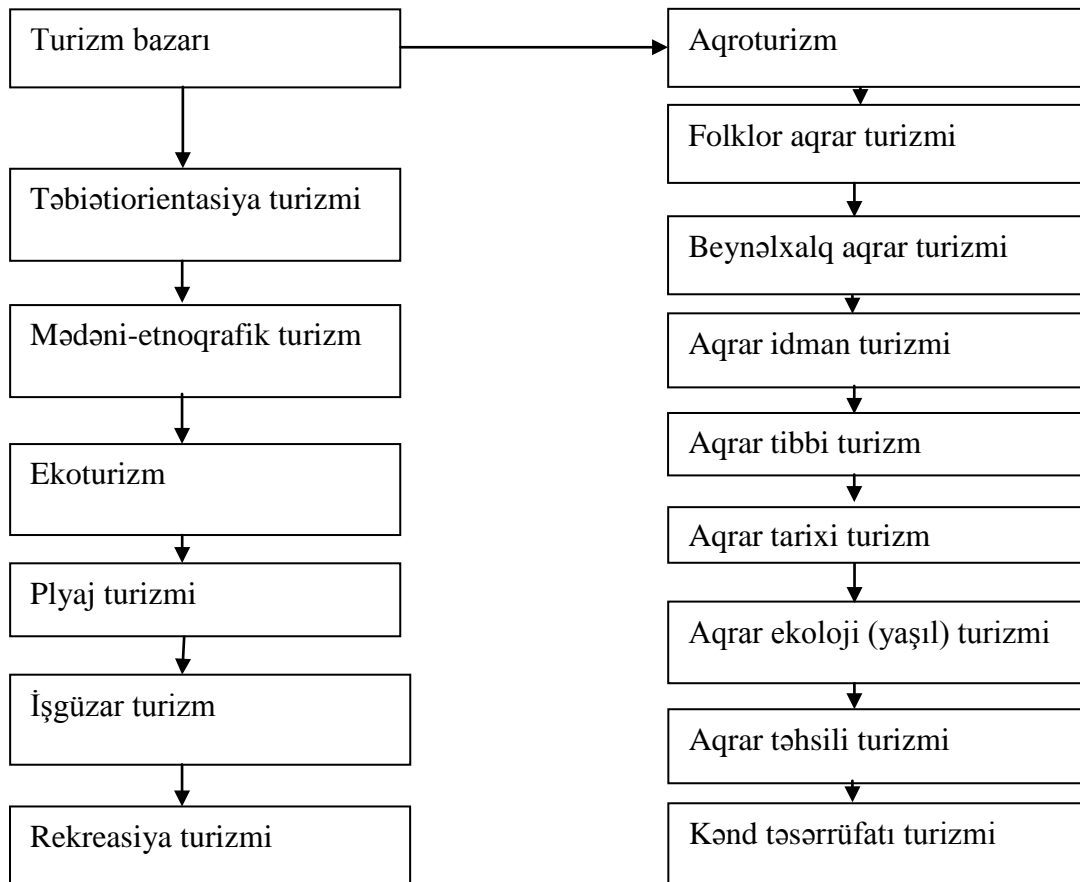 Turizm bazarı
Təbiətiorientasiya turizmi
Mədəni-etnoqrafik turizm
Ekoturizm
Plyaj turizmi
İşgüzar turizm
Rekreasiya turizmi
Aqroturizm
Folklor aqrar turizmi
Beynəlxalq aqrar turizmi
Aqrar idman turizmi
Aqrar tibbi turizm
Aqrar tarixi turizm
Aqrar ekoloji (yaşıl) turizmi
Aqrar təhsili turizmi
Kənd təsərrüfatı turizmi